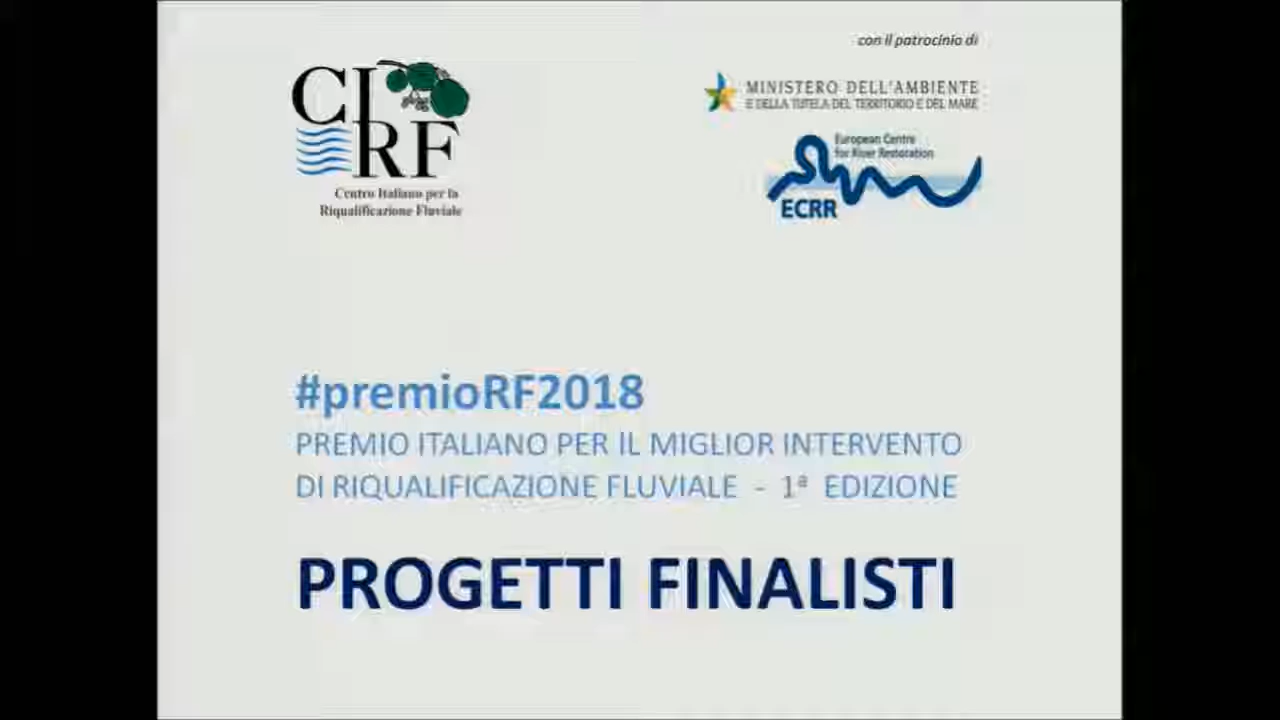 con il patrocinio di
CI
RF
Centro Italiano per la
Riqualificazione Fluviale
MINISTERO DELL'AMBIENTE
E DELLA TUTELA DEL TERRITORIO E DEL MARE
European Centre
for River Restoration
ECRR
#premioRF2018
PREMIO ITALIANO PER IL MIGLIOR INTERVENTO
DI RIQUALIFICAZIONE FLUVIALE - 1ª EDIZIONE
PROGETTI FINALISTI